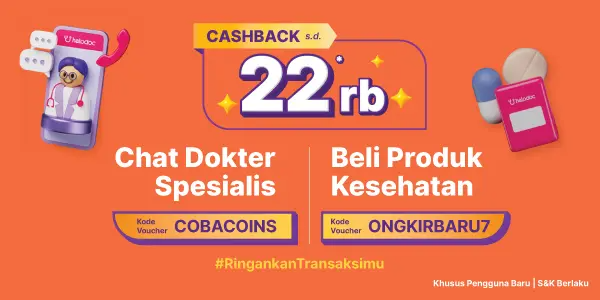 CASHBACK s.d.
22*rb
halodoc
halodoc
Chat Dokter
Spesialis
Kode
Voucher
COBACOINS
Beli Produk
Kesehatan
Kode
Voucher
ONGKIRBARU7
#RingankanTransaksimu
Khusus Pengguna Baru | S&K Berlaku